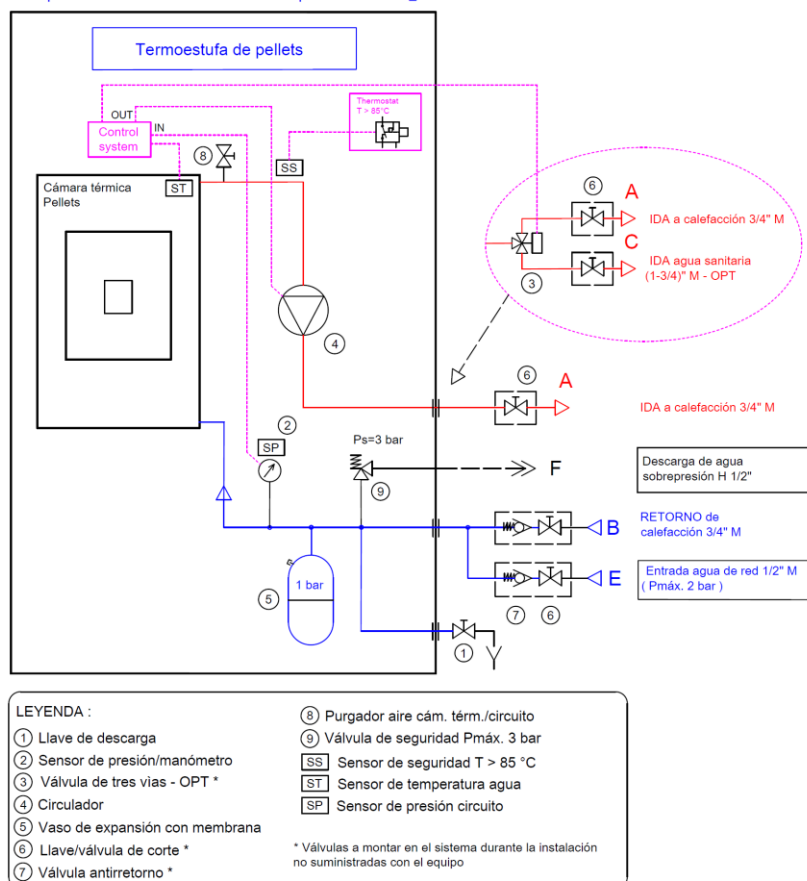 Termoestufa de pellets
Thermostat
T > 85°C
OUT
IN
Control
system
8
SS
ST
Cámara térmica
Pellets
6
A
IDA a calefacción 3/4" M
C
IDA agua sanitaria
(1-3/4)" M - OPT
3
4
6
A
IDA a calefacción 3/4" M
2
SP
Ps=3 bar
9
F
Descarga de agua
sobrepresión H 1/2"
B
RETORNO de
calefacción 3/4" M
1 bar
5
E
Entrada agua de red 1/2" M
( Pmáx. 2 bar )
7
6
1
LEYENDA :
1 Llave de descarga
2 Sensor de presión/manómetro
3 Válvula de tres vìas - OPT *
4 Circulador
5 Vaso de expansión con membrana
6 Llave/válvula de corte *
7 Válvula antirretorno *
8 Purgador aire cám. térm./circuito
9 Válvula de seguridad Pmáx. 3 bar
SS Sensor de seguridad T > 85 °C
ST Sensor de temperatura agua
SP Sensor de presión circuito
* Válvulas a montar en el sistema durante la instalación
no suministradas con el equipo